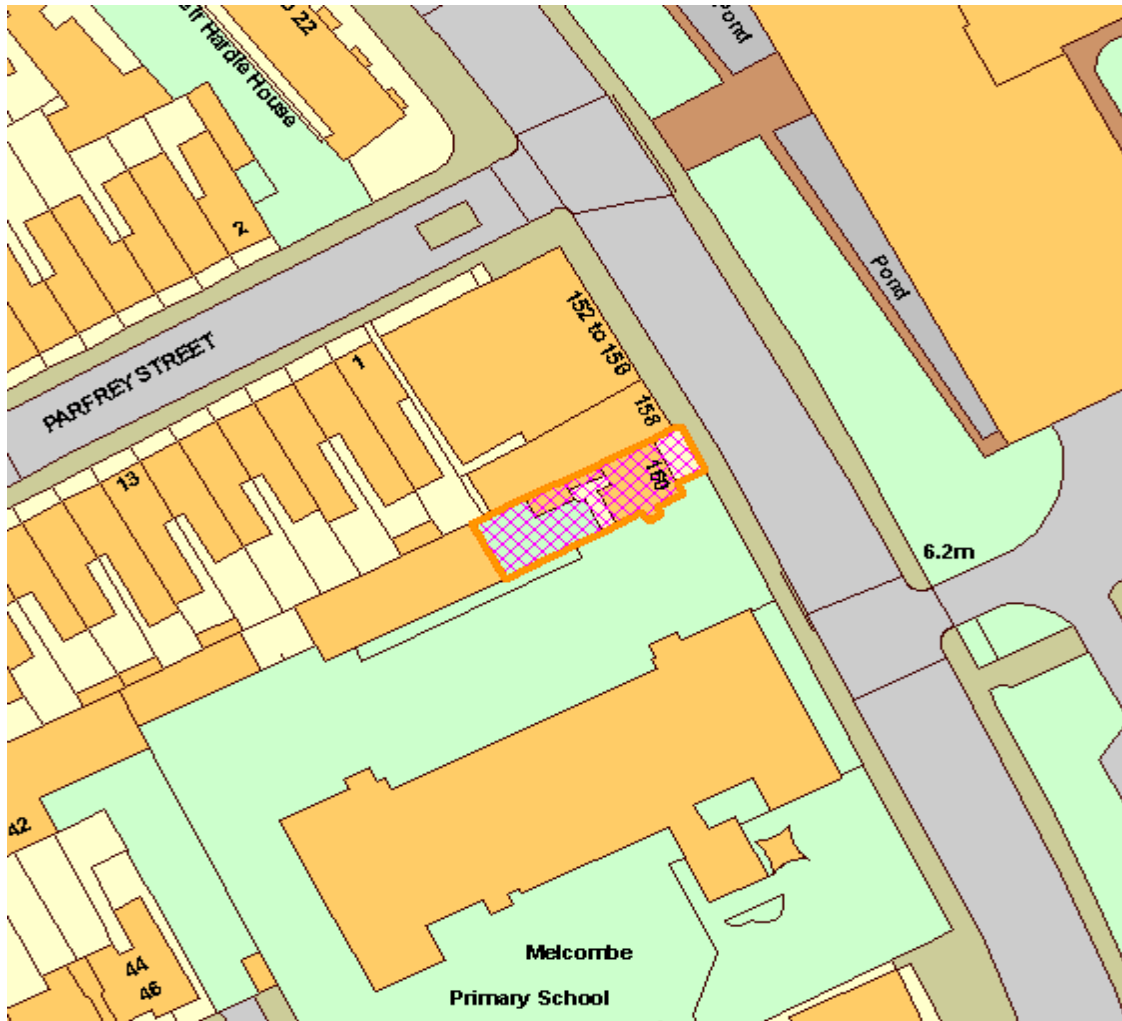 22
Hardie House
Pond
2
Pond
152 to 156
PARFREY STREET
1
158
13
160
6.2m
42
44
46
Melcombe
Primary School